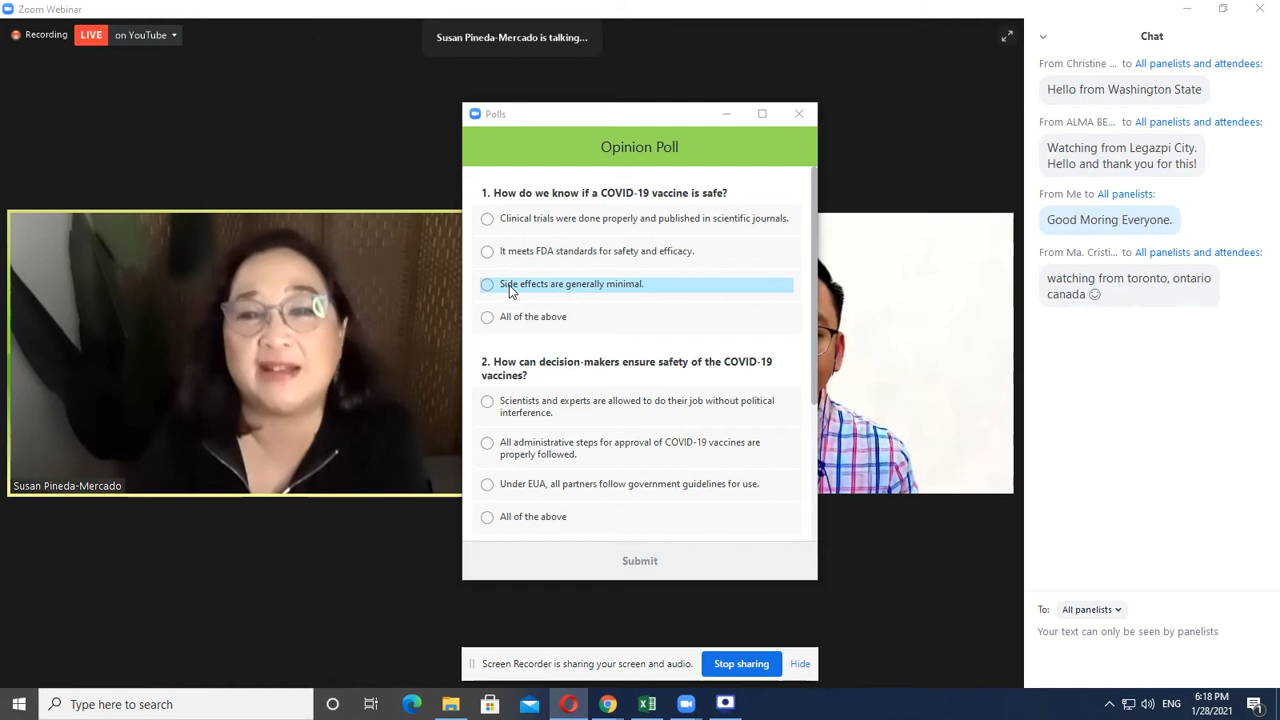 Zoom Webinar
Recording
LIVE
on YouTube
Susan Pineda-Mercado is talking...
Polls
Opinion Poll
1. How do we know if a COVID-19 vaccine is safe?
Clinical trials were done properly and published in scientific journals.
It meets FDA standards for safety and efficacy.
Side effects are generally minimal.
All of the above
2. How can decision-makers ensure safety of the COVID-19
vaccines?
Scientists and experts are allowed to do their job without political
interference.
All administrative steps for approval of COVID-19 vaccines are
properly followed.
Under EUA, all partners follow government guidelines for use.
All of the above
Submit
Susan Pineda-Mercado
Screen Recorder is sharing your screen and audio.
Stop sharing
Hide
Chat
From Christine ... to All panelists and attendees:
Hello from Washington State
From ALMA BE... to All panelists and attendees:
Watching from Legazpi City.
Hello and thank you for this!
From Me to All panelists:
Good Moring Everyone.
From Ma. Cristi... to All panelists and attendees:
watching from toronto, ontario
canada ☺
To: All panelists
Your text can only be seen by panelists
Type here to search
6:18 PM
1/28/2021
1